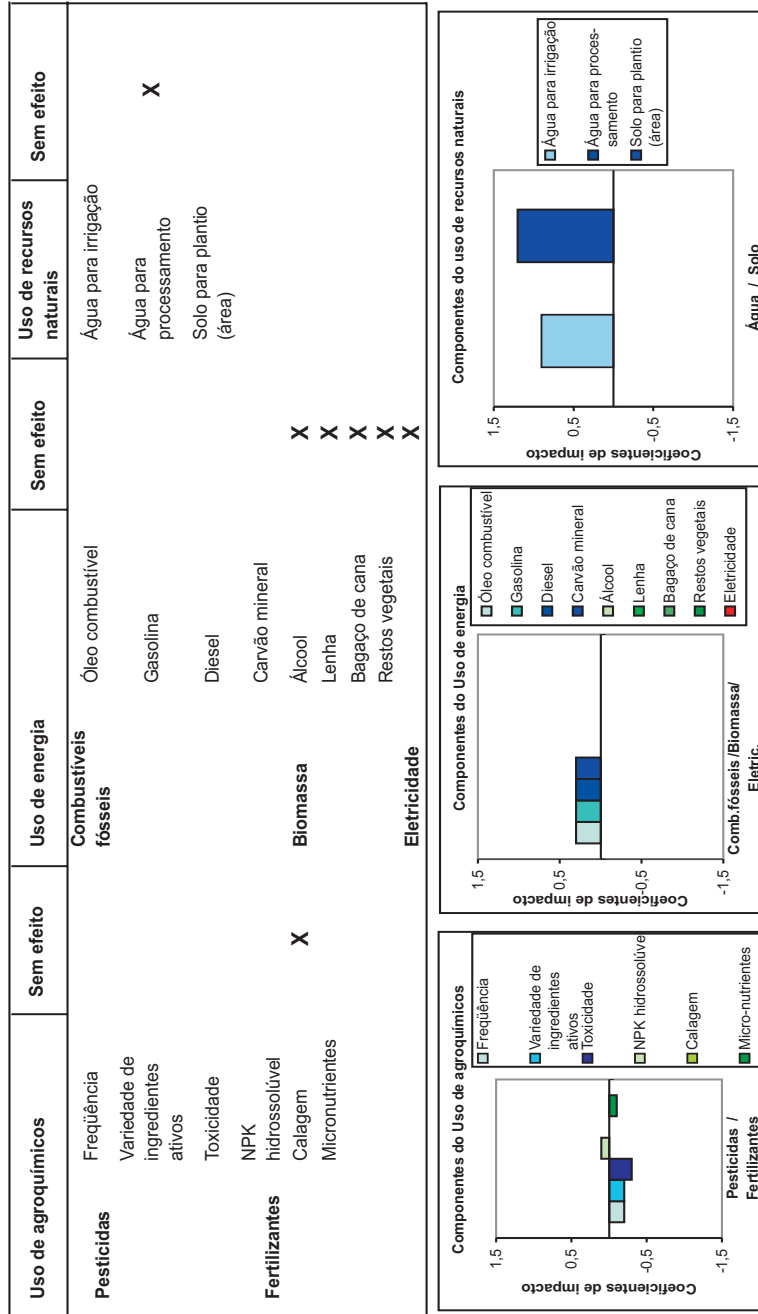 Uso de agroquímicos
Sem efeito
Uso de energia
Sem efeito
Uso de recursos
naturais
Sem efeito
Pesticidas
Freqüência
Variedade de
ingredientes
ativos
Toxicidade
Fertilizantes
NPK
hidrossolúvel
Calagem
X
Micronutrientes
Combustíveis
fósseis
Óleo combustível
Gasolina
Diesel
Carvão mineral
Biomassa
Álcool
X
Lenha
X
Bagaço de cana
X
Restos vegetais
X
Eletricidade
X
Água para irrigação
Água para
processamento
X
Solo para plantio
(área)
Componentes do Uso de agroquímicos
Coeficientes de impacto
1,5
0,5
-0,5
-1,5
Pesticidas /
Fertilizantes
Freqüência
Variedade de
ingredientes
ativos
Toxicidade
NPK hidrossolúve
Calagem
Micro-nutrientes
Componentes do Uso de energia
Coeficientes de impacto
1,5
0,5
-0,5
-1,5
Comb.fósseis /Biomassa/
Eletric.
Óleo combustível
Gasolina
Diesel
Carvão mineral
Álcool
Lenha
Bagaço de cana
Restos vegetais
Eletricidade
Componentes do uso de recursos naturais
Coeficientes de impacto
1,5
0,5
-0,5
-1,5
Água / Solo
Água para irrigação
Água para proces-
samento
Solo para plantio
(área)